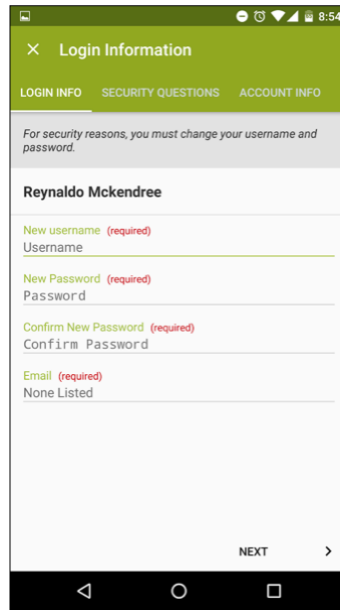 8:54
Login Information
LOGIN INFO SECURITY QUESTIONS ACCOUNT INFO
For security reasons, you must change your username and
password.
Reynaldo Mckendree
New username (required)
Username
New Password (required)
Password
Confirm New Password (required)
Confirm Password
Email (required)
None Listed
NEXT